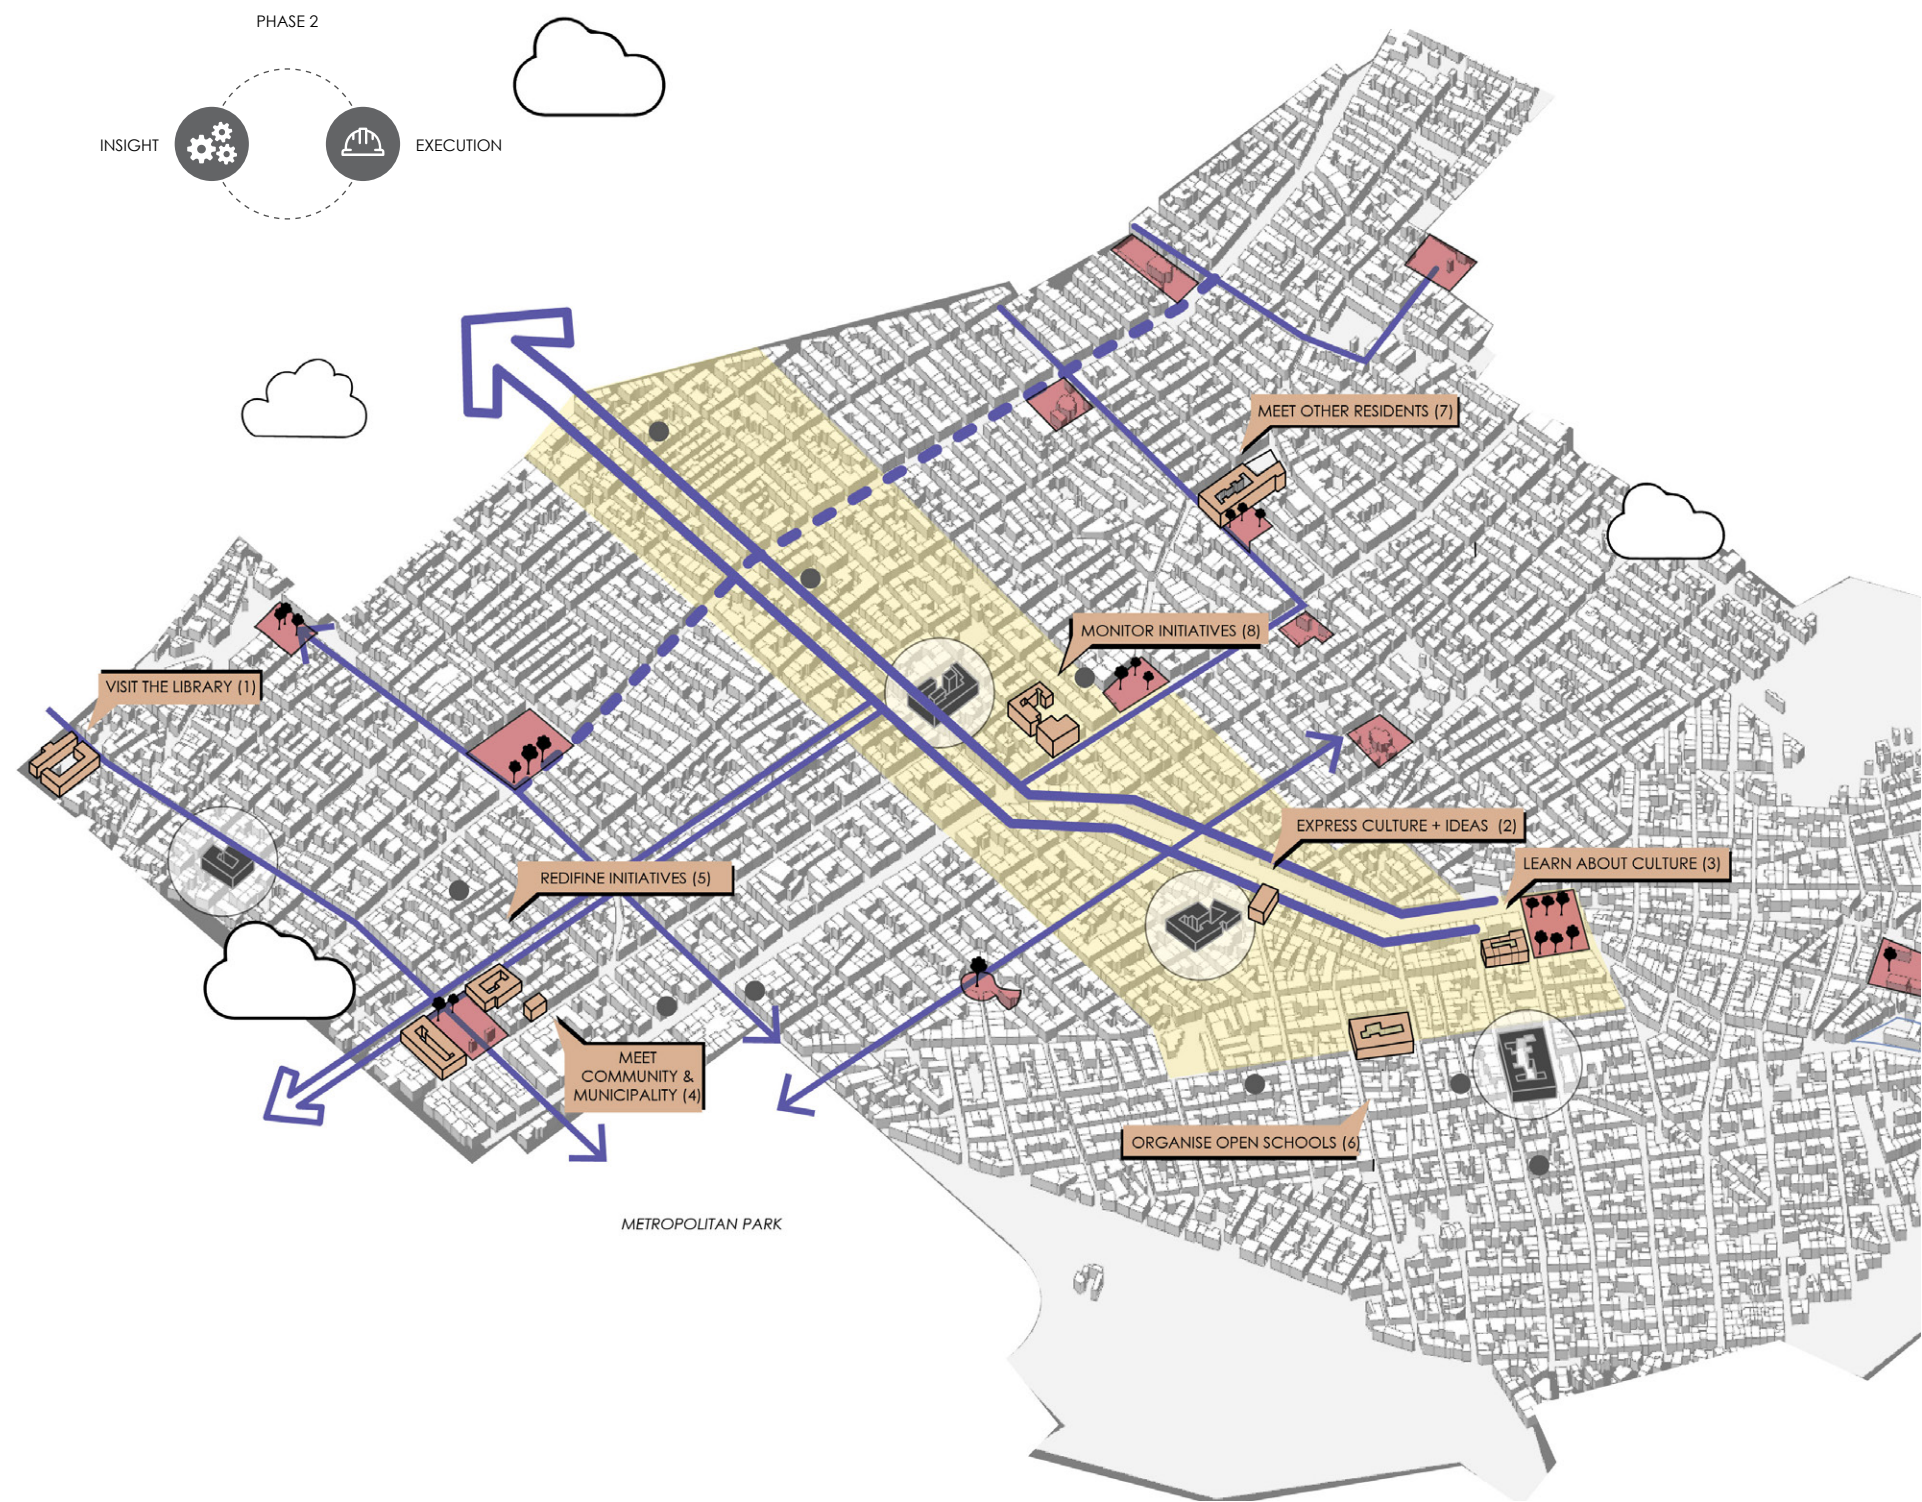 PHASE 2
INSIGHT
EXECUTION
MEET OTHER RESIDENTS (7)
MONITOR INITIATIVES (8)
VISIT THE LIBRARY (1)
EXPRESS CULTURE + IDEAS (2)
LEARN ABOUT CULTURE (3)
REDIFINE INITIATIVES (5)
MEET
COMMUNITY &
MUNICIPALITY (4)
ORGANISE OPEN SCHOOLS (6)
METROPOLITAN PARK